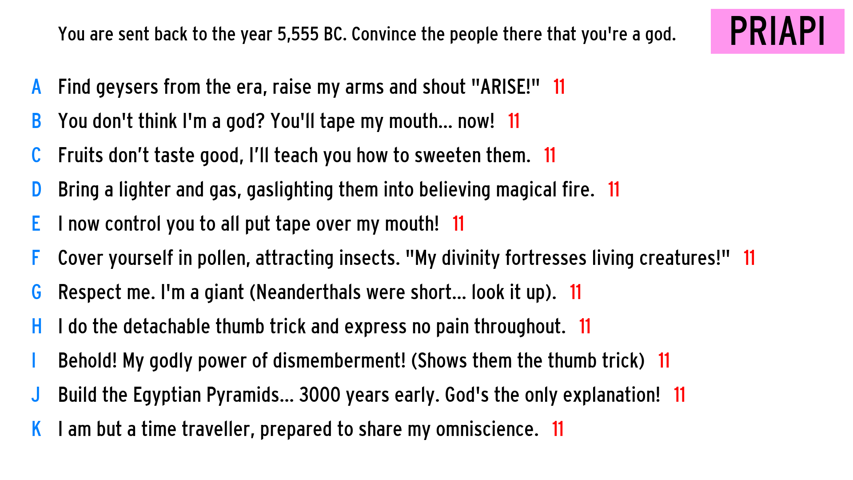 You are sent back to the year 5,555 BC. Convince the people there that you're a god.
PRIAPI
A Find geysers from the era, raise my arms and shout "ARISE!" 11
B You don't think I'm a god? You'll tape my mouth... now! 11
C Fruits don’t taste good, I’ll teach you how to sweeten them. 11
D Bring a lighter and gas, gaslighting them into believing magical fire. 11
E I now control you to all put tape over my mouth! 11
F Cover yourself in pollen, attracting insects. "My divinity fortresses living creatures!" 11
G Respect me. I'm a giant (Neanderthals were short... look it up). 11
H I do the detachable thumb trick and express no pain throughout. 11
I Behold! My godly power of dismemberment! (Shows them the thumb trick) 11
J Build the Egyptian Pyramids... 3000 years early. God's the only explanation! 11
K I am but a time traveller, prepared to share my omniscience. 11